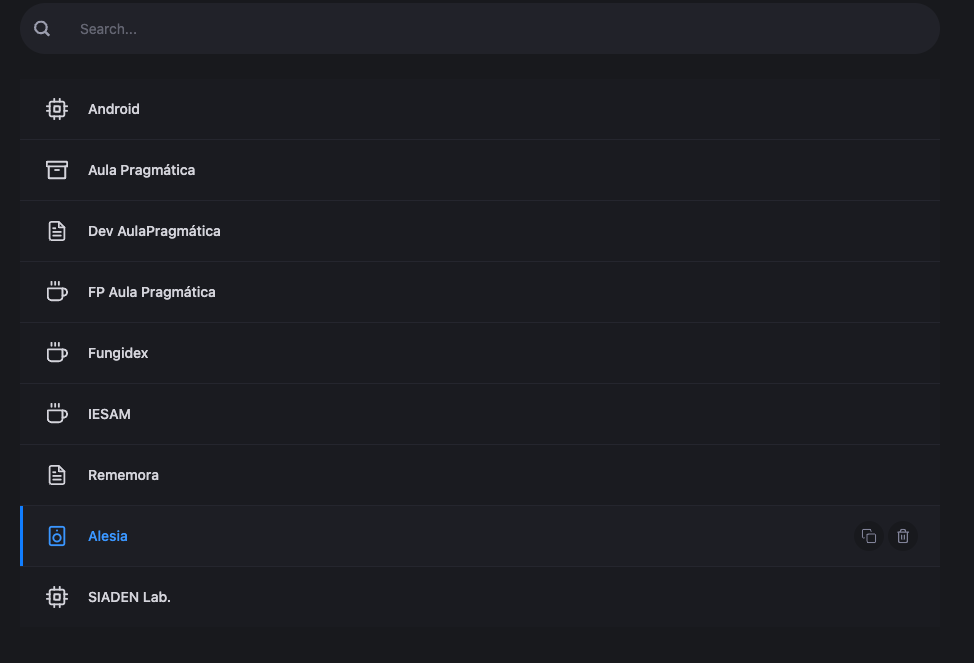 Search...
Android
Aula Pragmática
Dev AulaPragmática
FP Aula Pragmática
Fungidex
IESAM
Rememora
Alesia
SIADEN Lab.